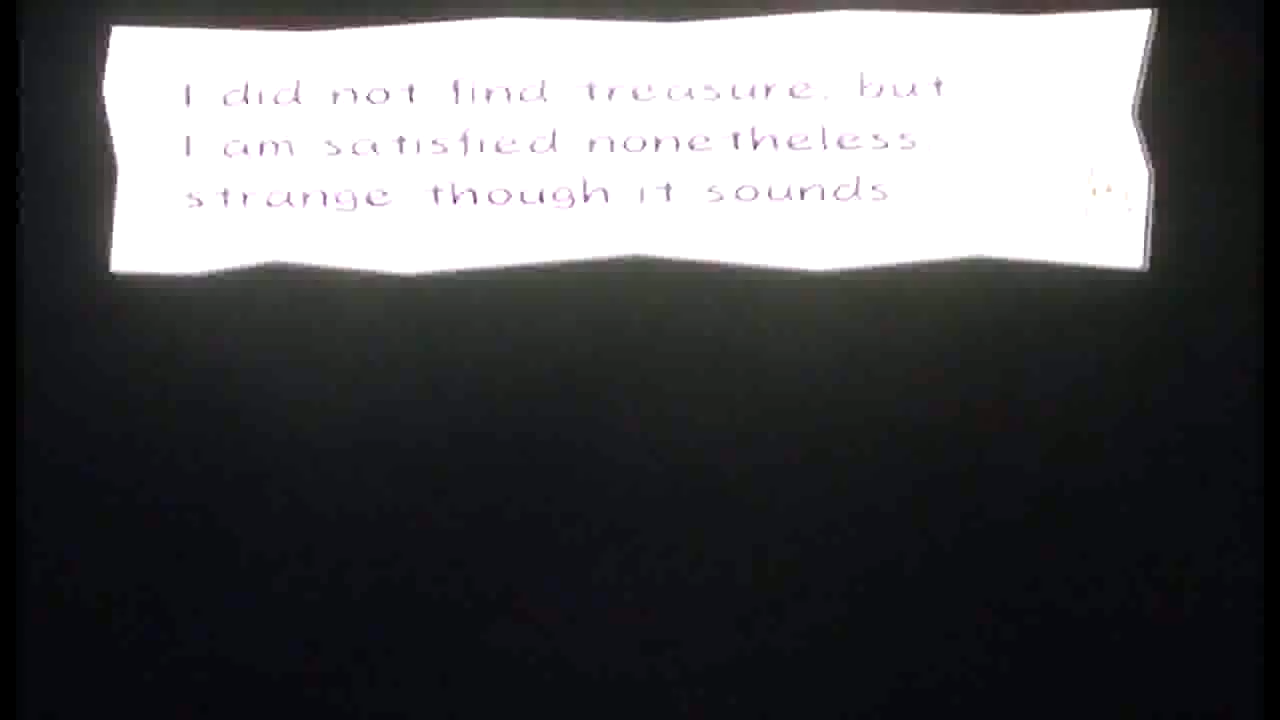 I did not find treasure, but
I am satisfied nonetheless
strange though it sounds